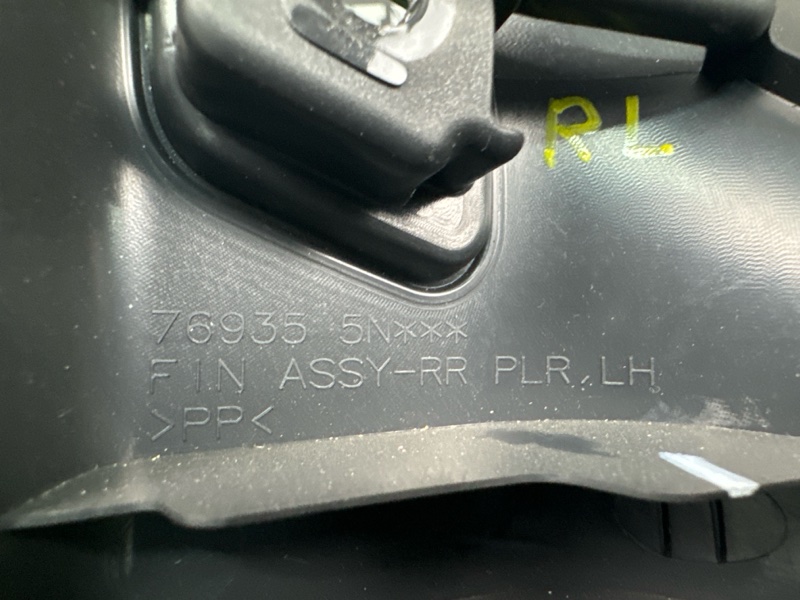 RL
76935 5N***
FIN ASSY-RR PLR, LH
>PP<